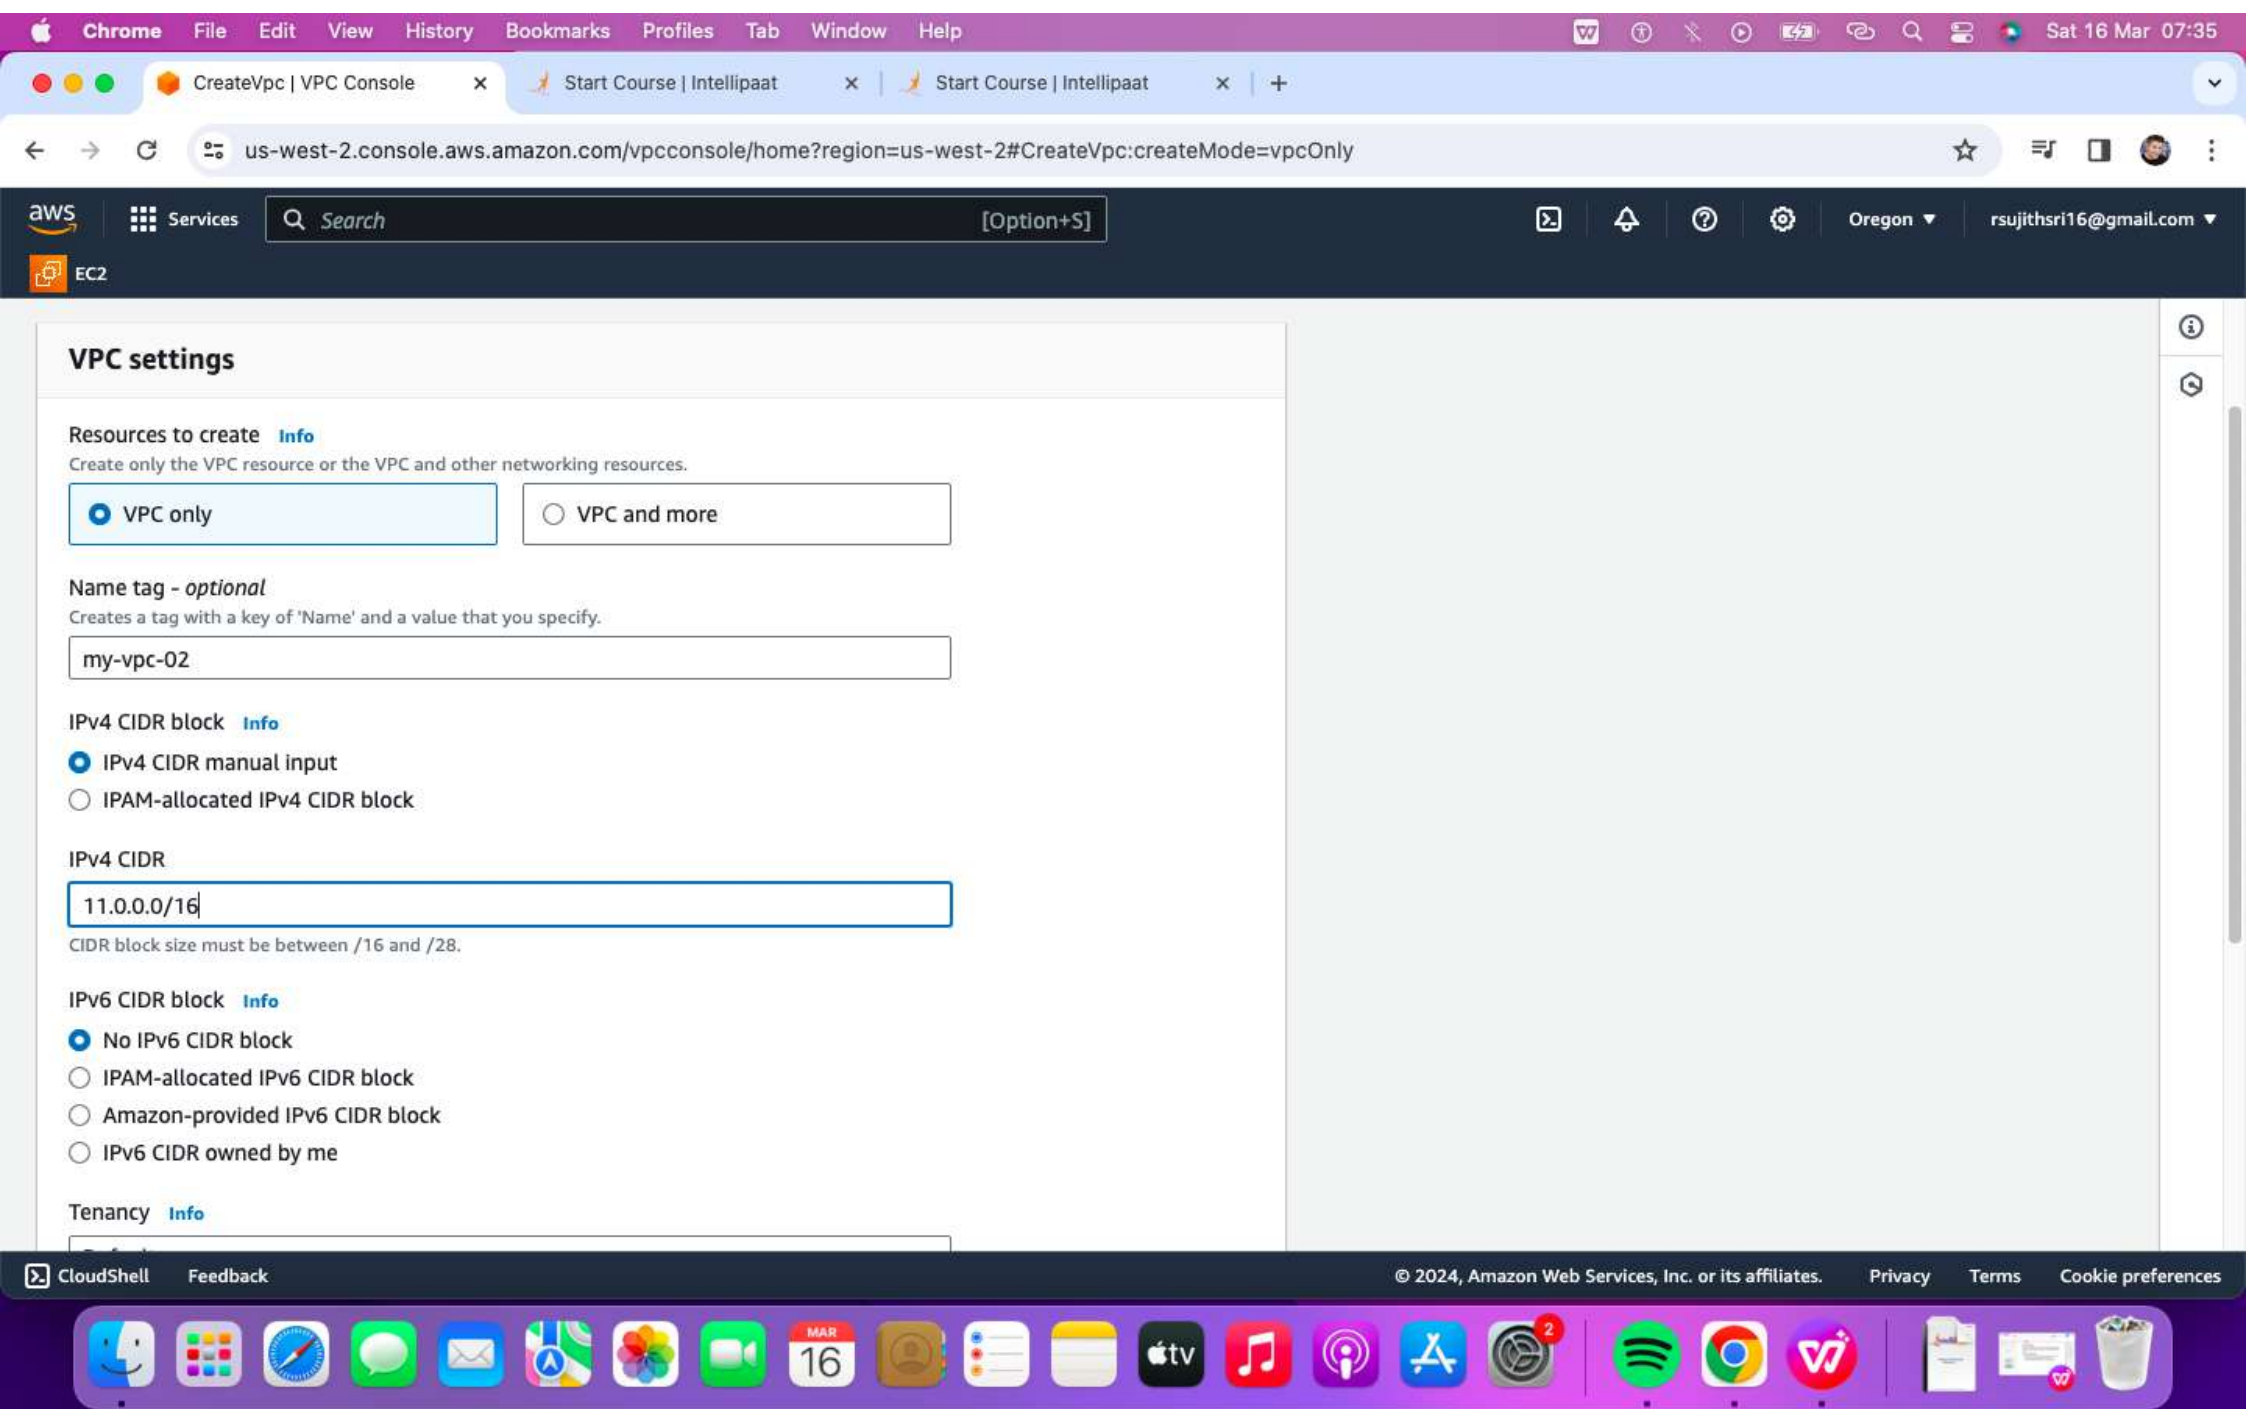 Chrome File Edit View History Bookmarks Profiles Tab Window Help Sat 16 Mar 07:35
CreateVpc | VPC Console Start Course | Intellipaat Start Course | Intellipaat
us-west-2.console.aws.amazon.com/vpcconsole/home?region=us-west-2#CreateVpc:createMode=vpcOnly
aws Services Search [Option+S] Oregon rsujithsri16@gmail.com
EC2
VPC settings
Resources to create Info
Create only the VPC resource or the VPC and other networking resources.
VPC only VPC and more
Name tag - optional
Creates a tag with a key of 'Name' and a value that you specify.
my-vpc-02
IPv4 CIDR block Info
IPv4 CIDR manual input
IPAM-allocated IPv4 CIDR block
IPv4 CIDR
11.0.0.0/16
CIDR block size must be between /16 and /28.
IPv6 CIDR block Info
No IPv6 CIDR block
IPAM-allocated IPv6 CIDR block
Amazon-provided IPv6 CIDR block
IPv6 CIDR owned by me
Tenancy Info
CloudShell Feedback © 2024, Amazon Web Services, Inc. or its affiliates. Privacy Terms Cookie preferences
MAR
16
tv
2